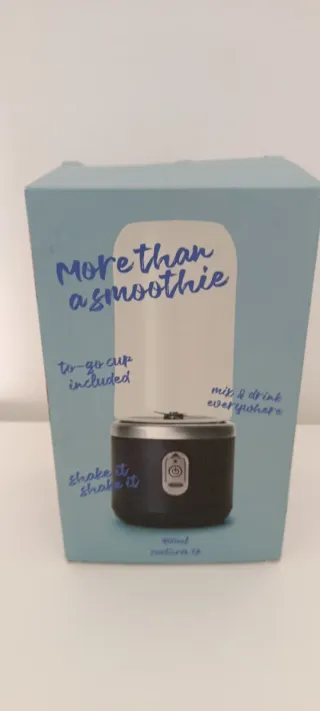 More than
a smoothie
to-go cup
included
mix & drink
everywhere
shake it
shake it